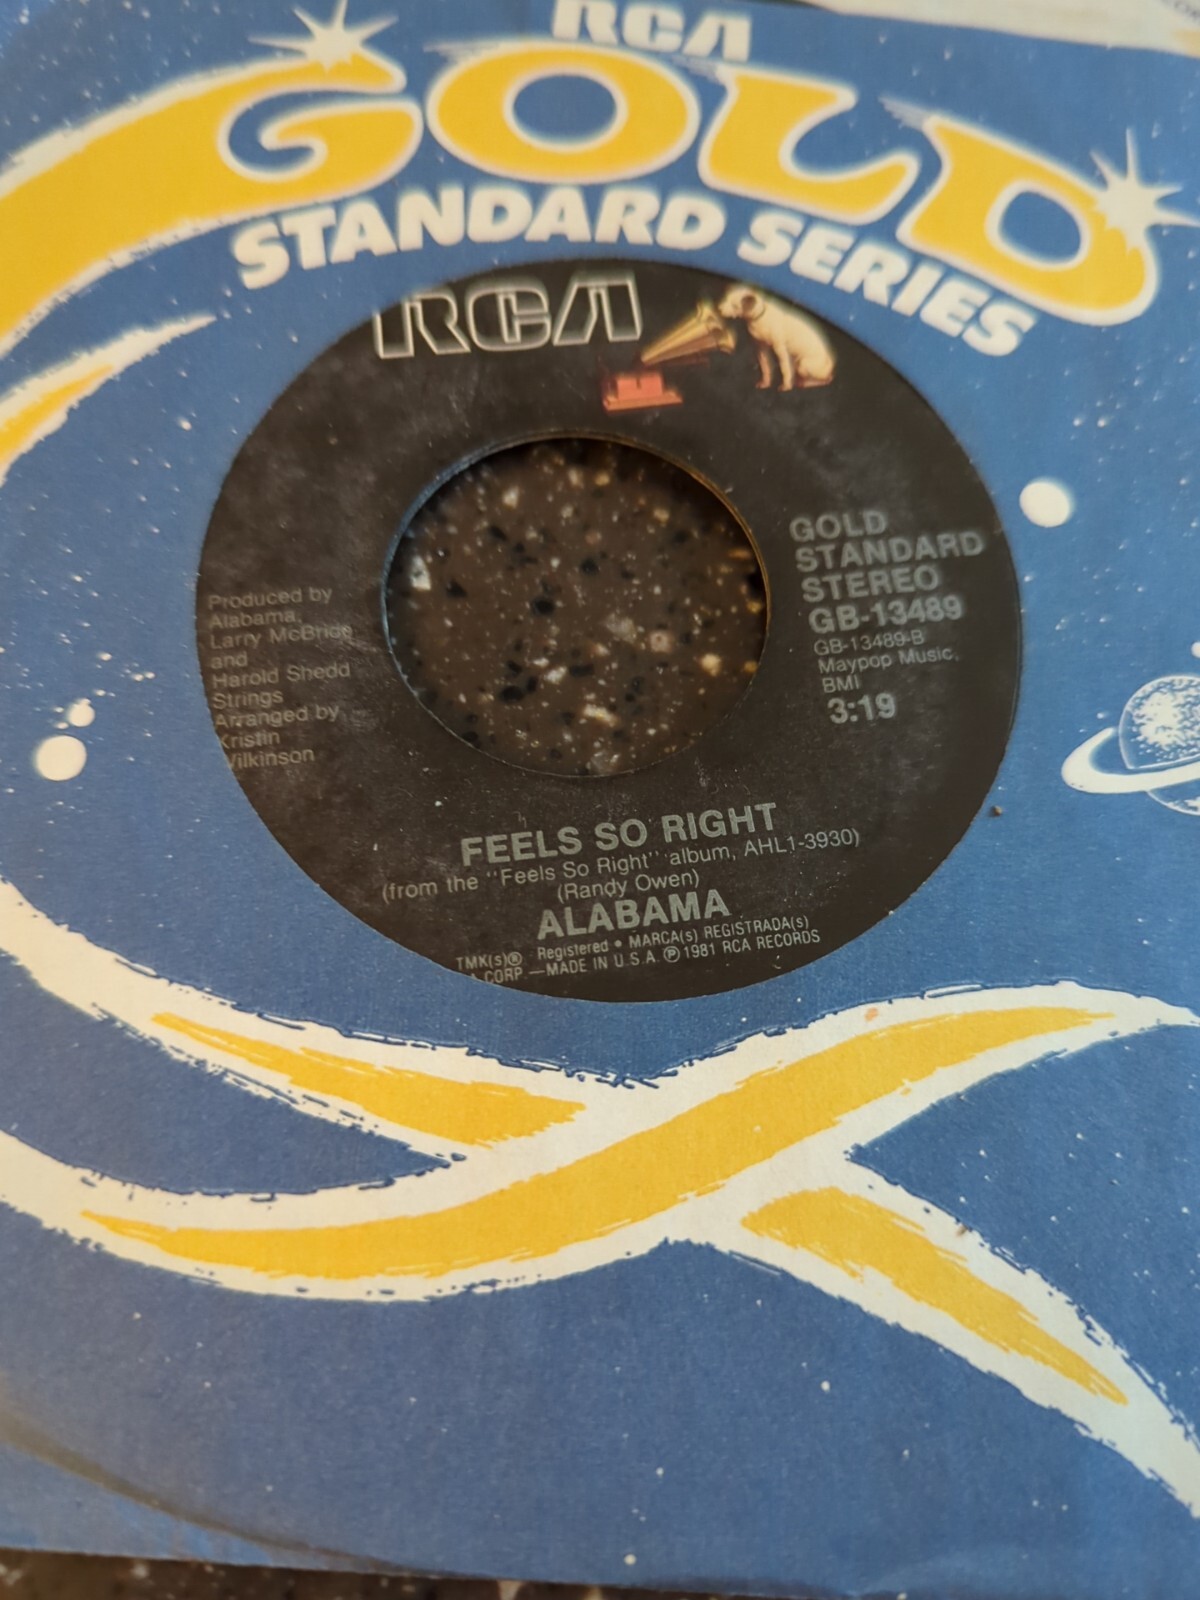 RCA
GOLD
STANDARD SERIES
RCA
GOLD
STANDARD
STEREO
GB-13489
GB-13489-B
Maypop Music,
BMI
3:19
Produced by
Alabama,
Larry McBride
and
Harold Shedd
Strings
Arranged by
Kristin
Wilkinson
FEELS SO RIGHT
(from the "Feels So Right" album, AHL1-3930)
(Randy Owen)
ALABAMA
TMK(s)® Registered • MARCA(s) REGISTRADA(s)
CORP —MADE IN U.S.A. ℗ 1981 RCA RECORDS